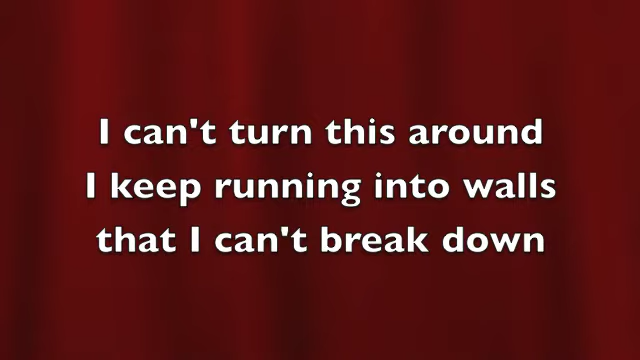 I can't turn this around
I keep running into walls
that I can't break down